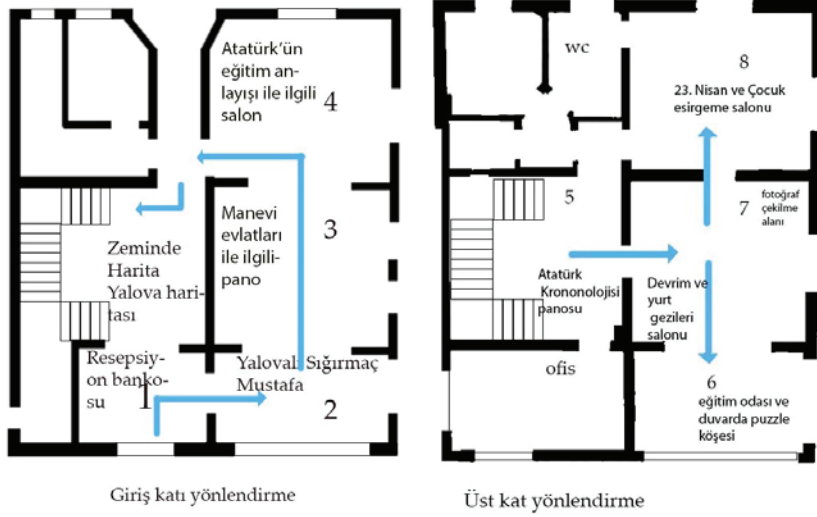 Atatürk'ün
eğitim an-
layışı ile ilgili
salon
4
Manevi
evlatları
ile ilgili-
pano
3
Zeminde
Harita
Yalova hari-
tası
Resepsiy-
on banko-
su
1
Yalovalı Sığırmaç
Mustafa
2
Giriş katı yönlendirme
wc
8
23. Nisan ve Çocuk
esirgeme salonu
5
7
fotoğraf
çekilme
alanı
Atatürk
Krononolojisi
panosu
Devrim ve
yurt
gezileri
salonu
ofis
6
eğitim odası ve
duvarda puzzle
köşesi
Üst kat yönlendirme